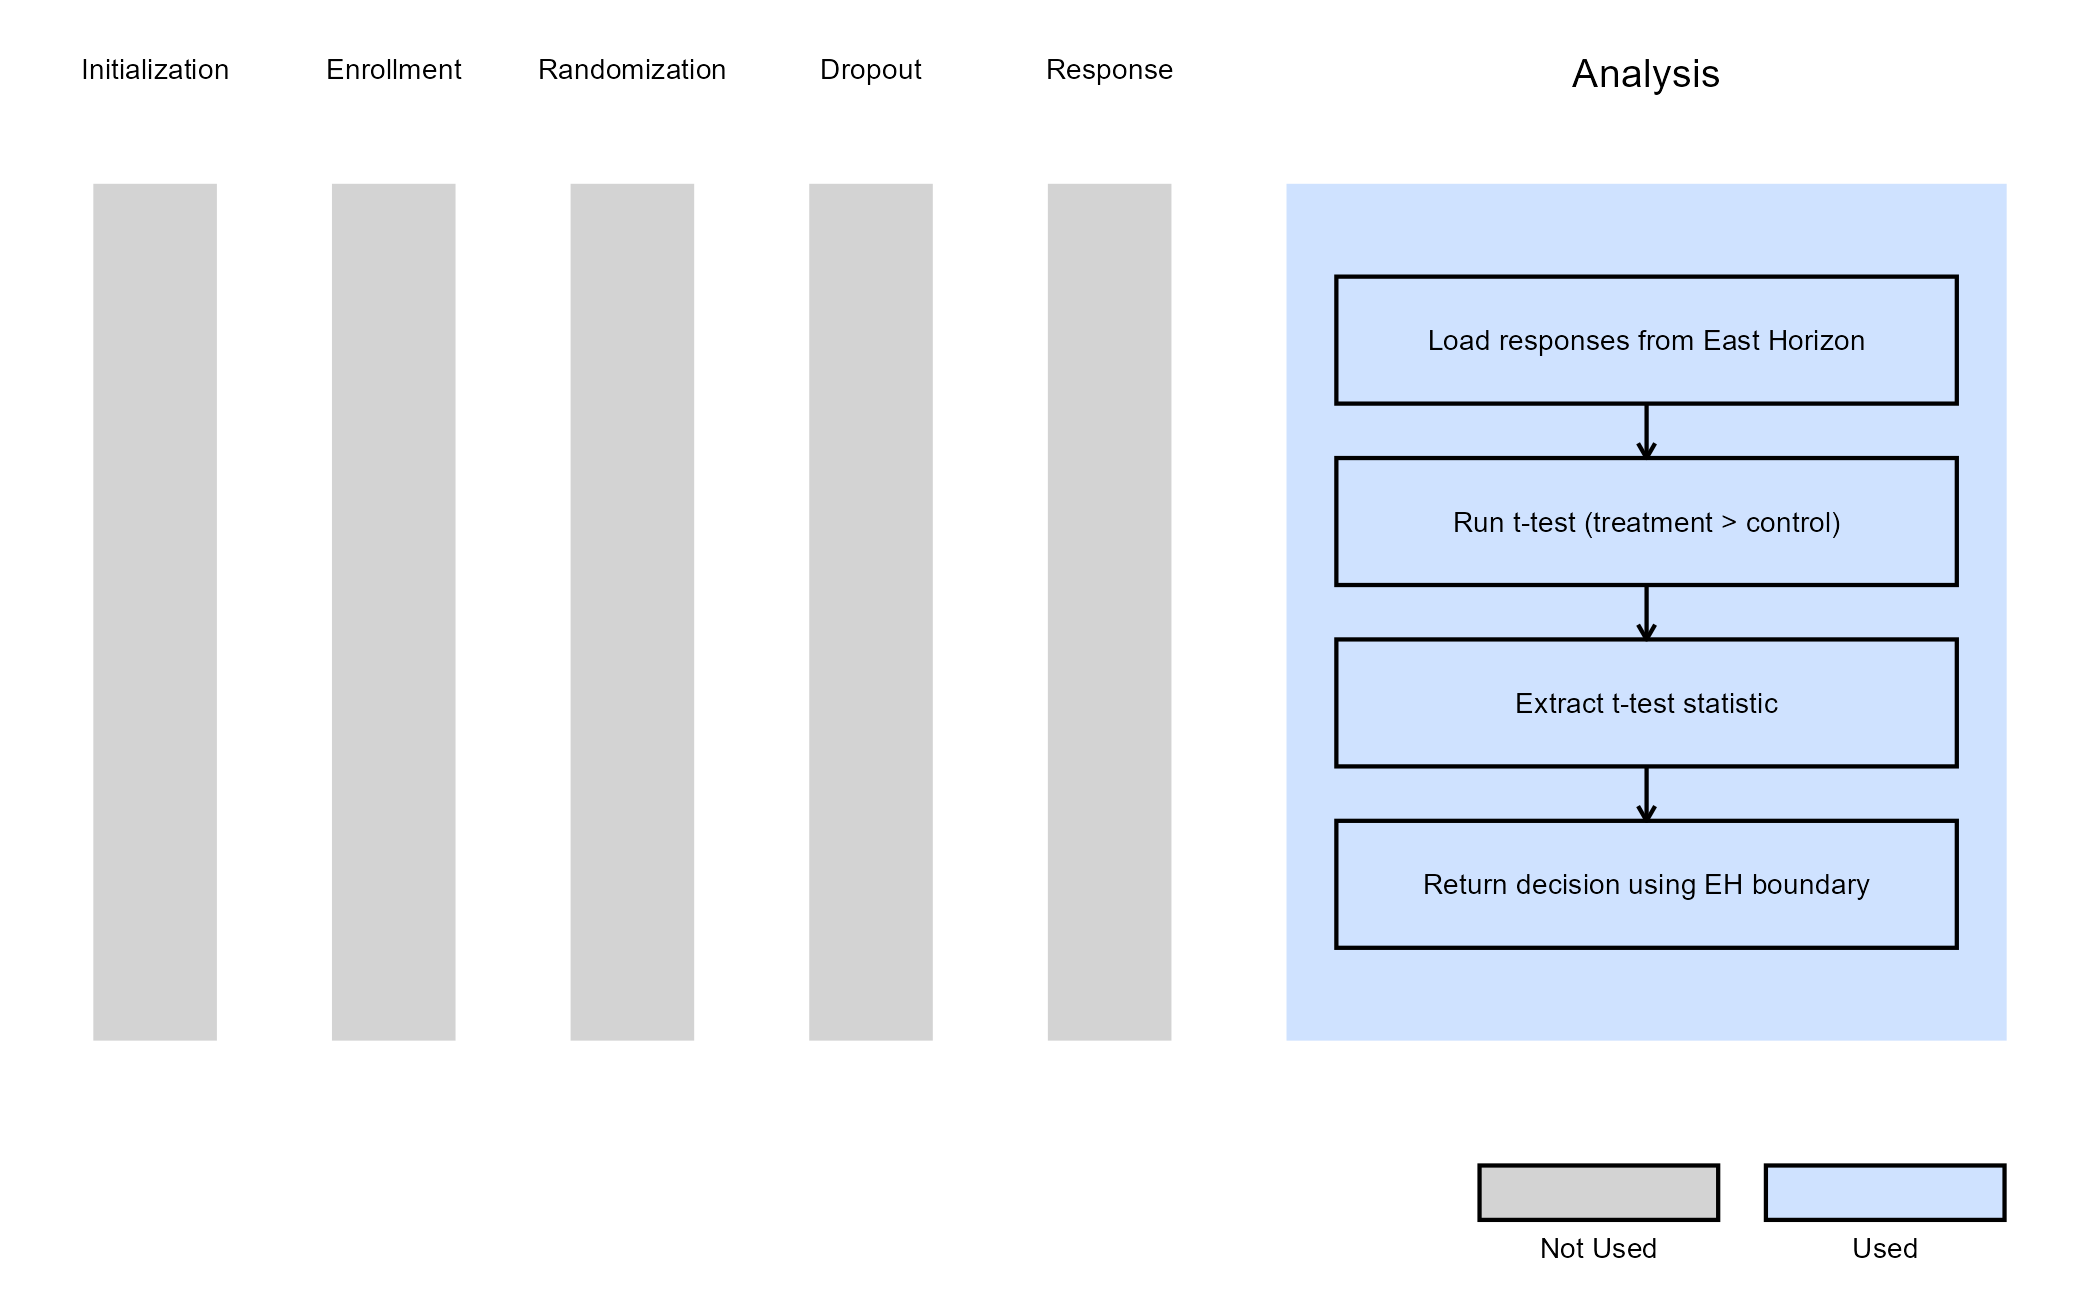 Initialization
Enrollment
Randomization
Dropout
Response
Analysis
Load responses from East Horizon
Run t-test (treatment > control)
Extract t-test statistic
Return decision using EH boundary
Not Used
Used